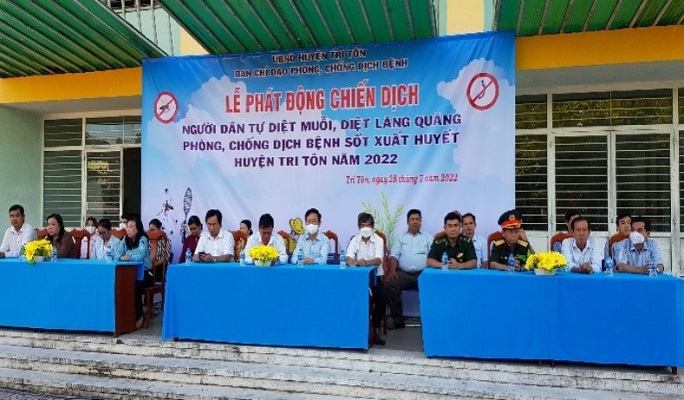 UBND HUYỆN TRI TÔN
BAN CHỈ ĐẠO PHÒNG, CHỐNG DỊCH BỆNH
LỄ PHÁT ĐỘNG CHIẾN DỊCH
NGƯỜI DÂN TỰ DIỆT MUỖI, DIỆT LĂNG QUĂNG
PHÒNG, CHỐNG DỊCH BỆNH SỐT XUẤT HUYẾT
HUYỆN TRI TÔN NĂM 2022
Tri Tôn, ngày 28 tháng 7 năm 2022